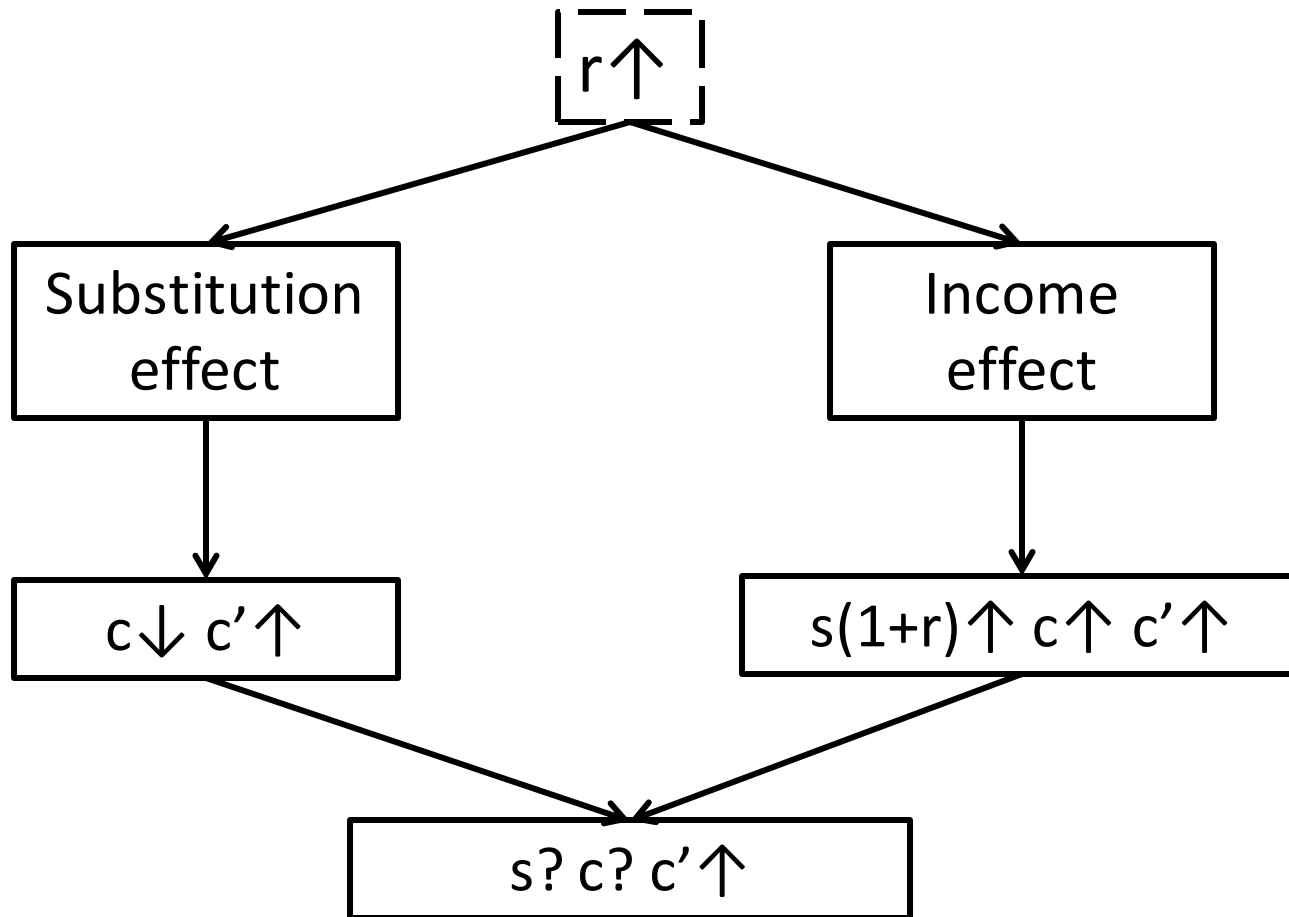 r↑
Substitution
effect
Income
effect
c↓ c’↑
s(1+r)↑ c↑ c’↑
s? c? c’↑